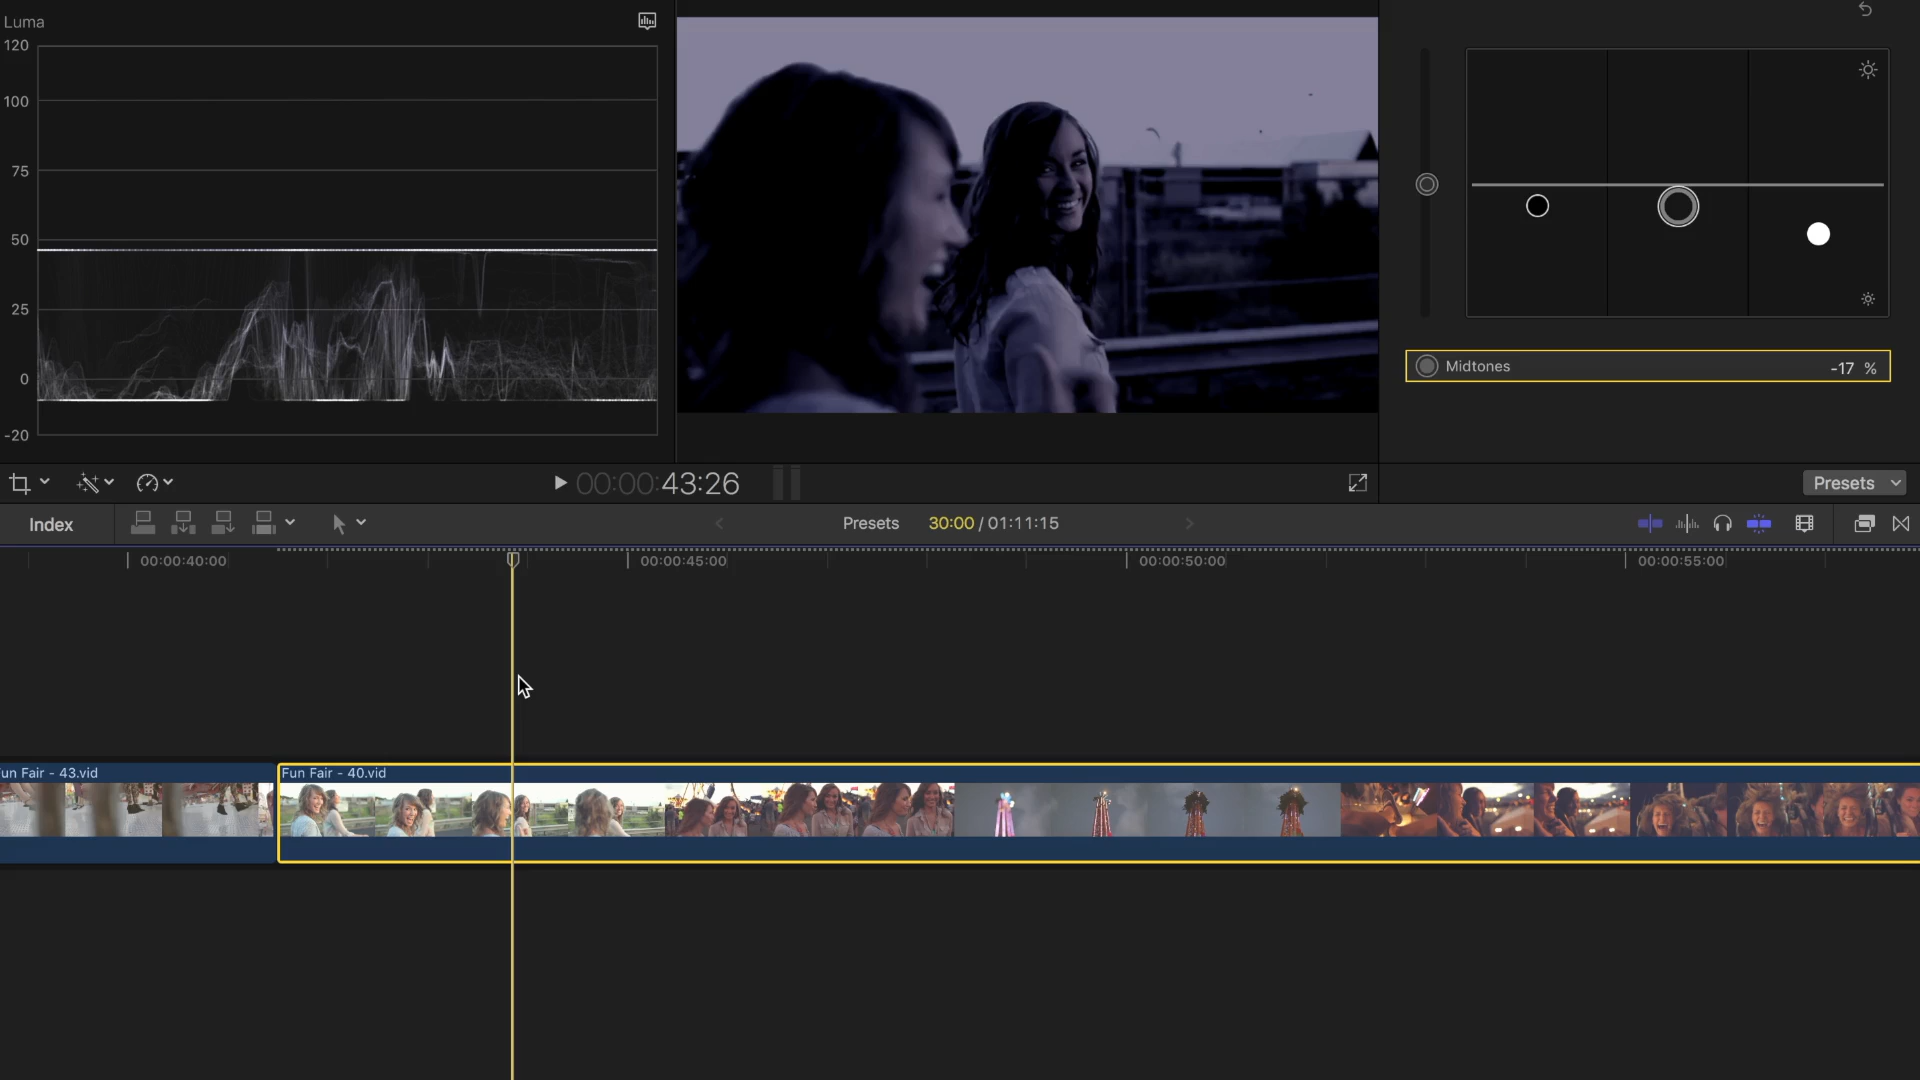 Luma
120
100
75
50
25
0
-20
Midtones
-17 %
00:00:43:26
Presets
Index
Presets
30:00 / 01:11:15
00:00:40:00
00:00:45:00
00:00:50:00
00:00:55:00
un Fair - 43.vid
Fun Fair - 40.vid